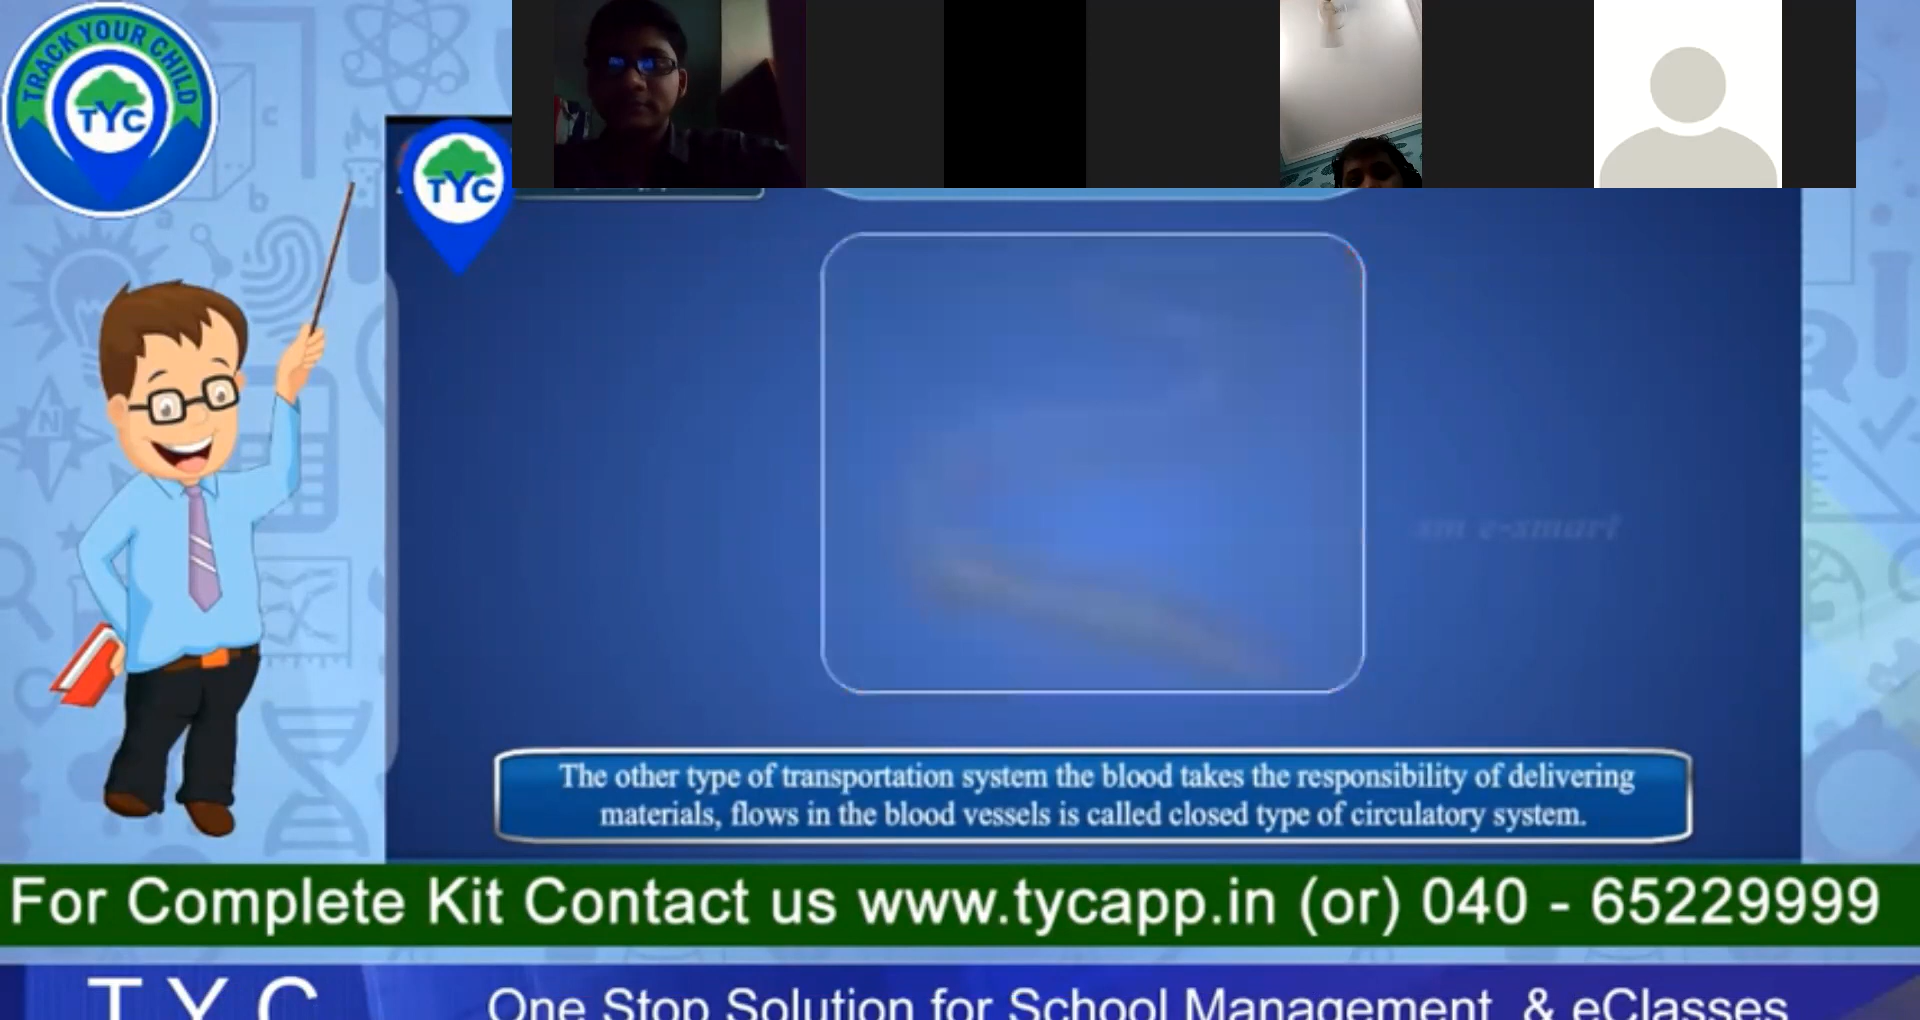 TRACK YOUR CHILD
TYC
TYC
The other type of transportation system the blood takes the responsibility of delivering
materials, flows in the blood vessels is called closed type of circulatory system.
For Complete Kit Contact us www.tycapp.in (or) 040 - 65229999
TYC
One Stop Solution for School Management & eClasses